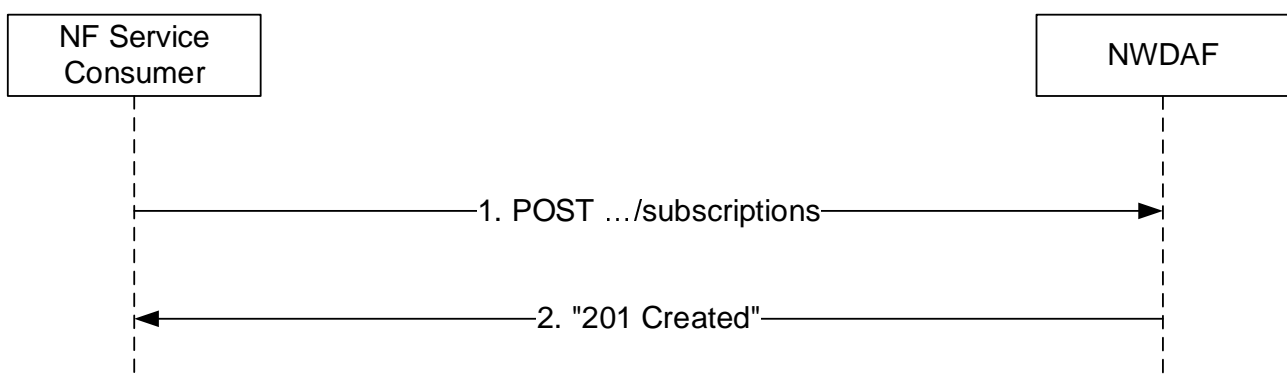 NF Service
Consumer
NWDAF
1. POST …/subscriptions
2. "201 Created"